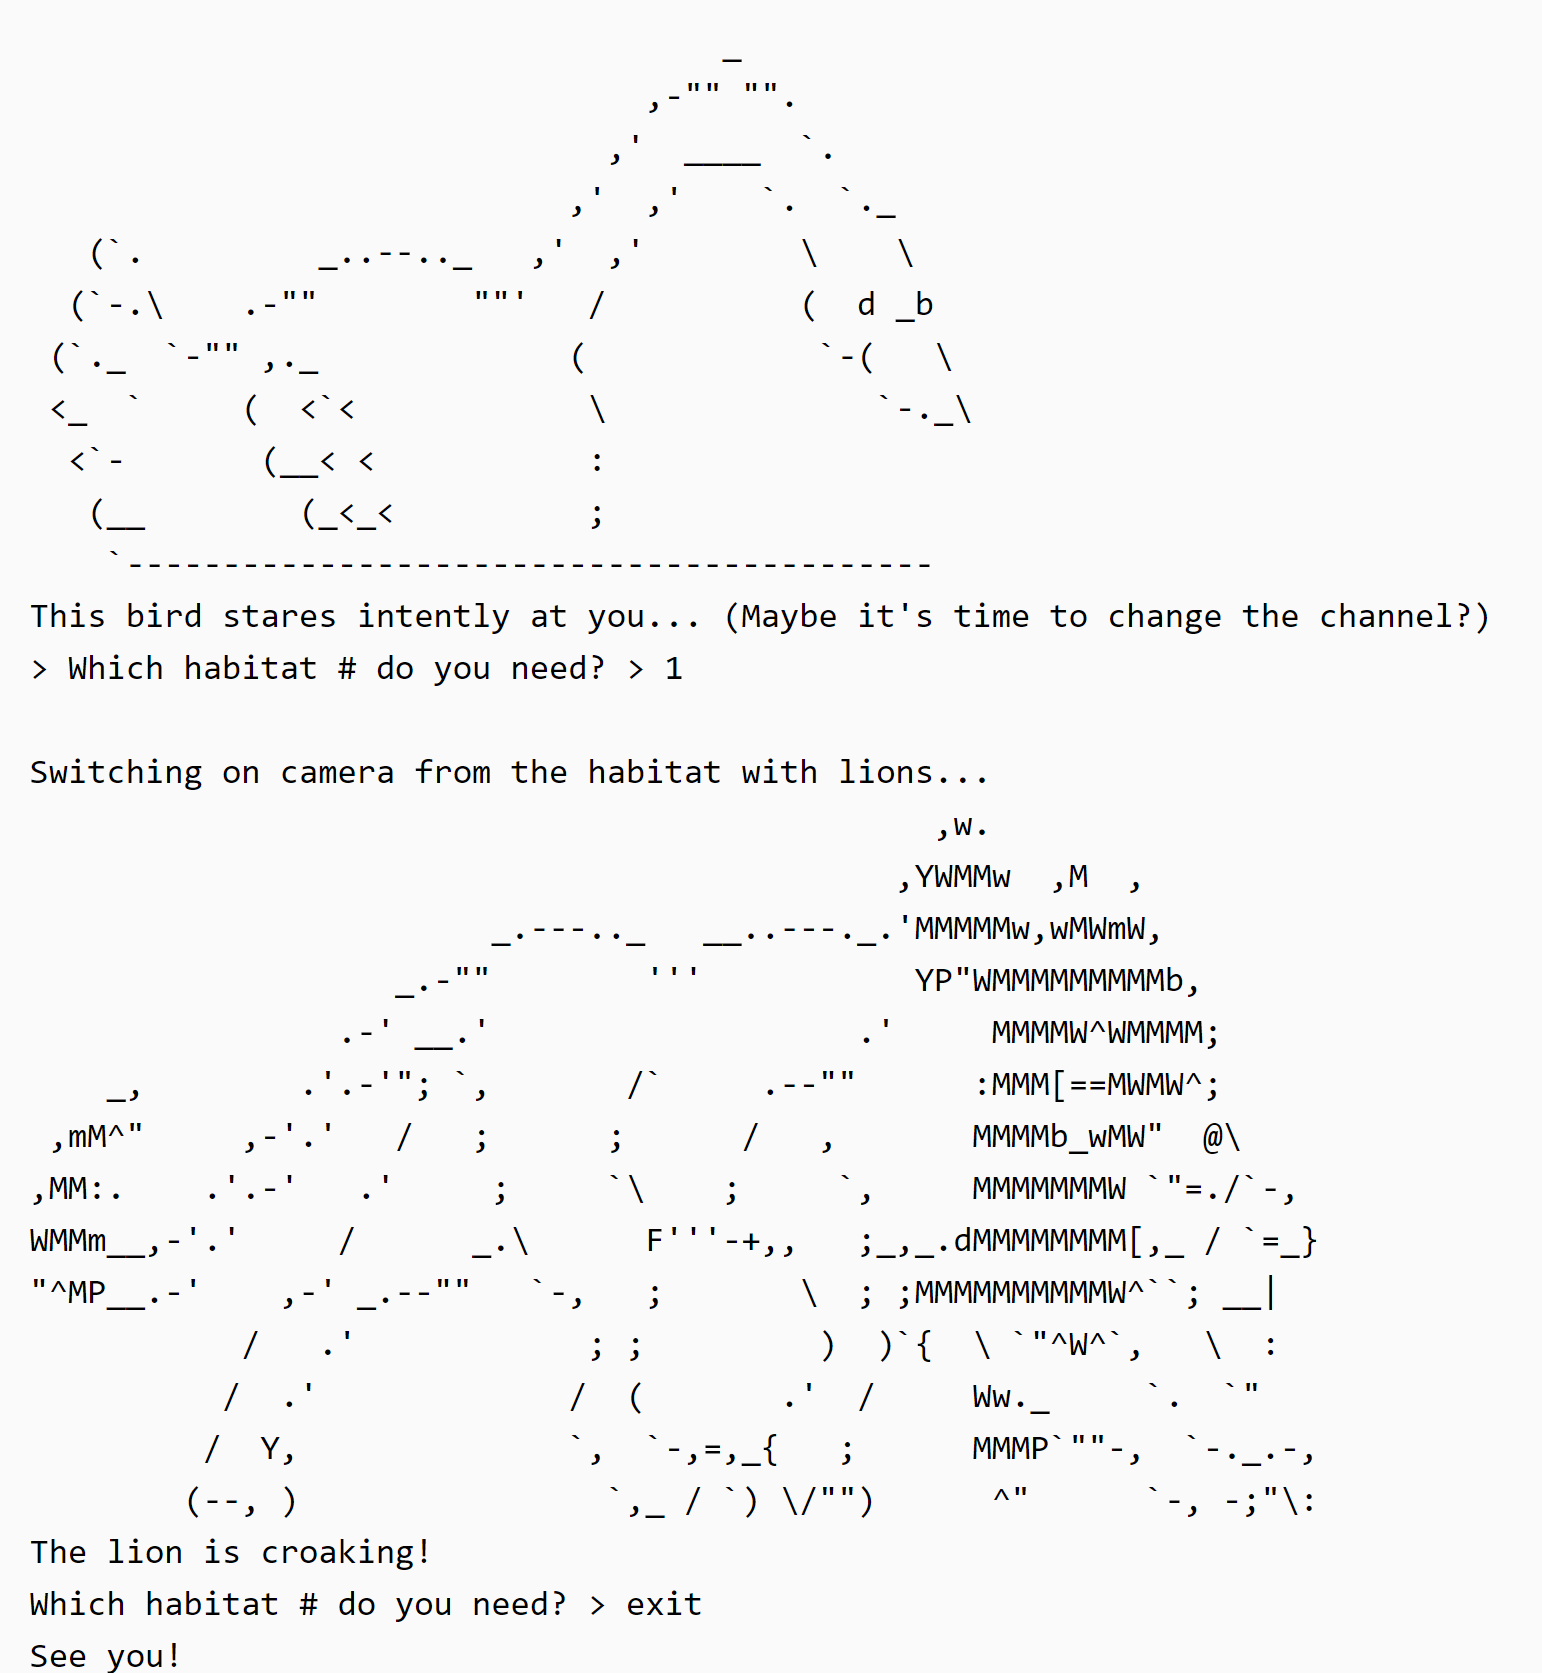 This bird stares intently at you... (Maybe it's time to change the channel?)
> Which habitat # do you need? > 1
Switching on camera from the habitat with lions...
The lion is croaking!
Which habitat # do you need? > exit
See you!